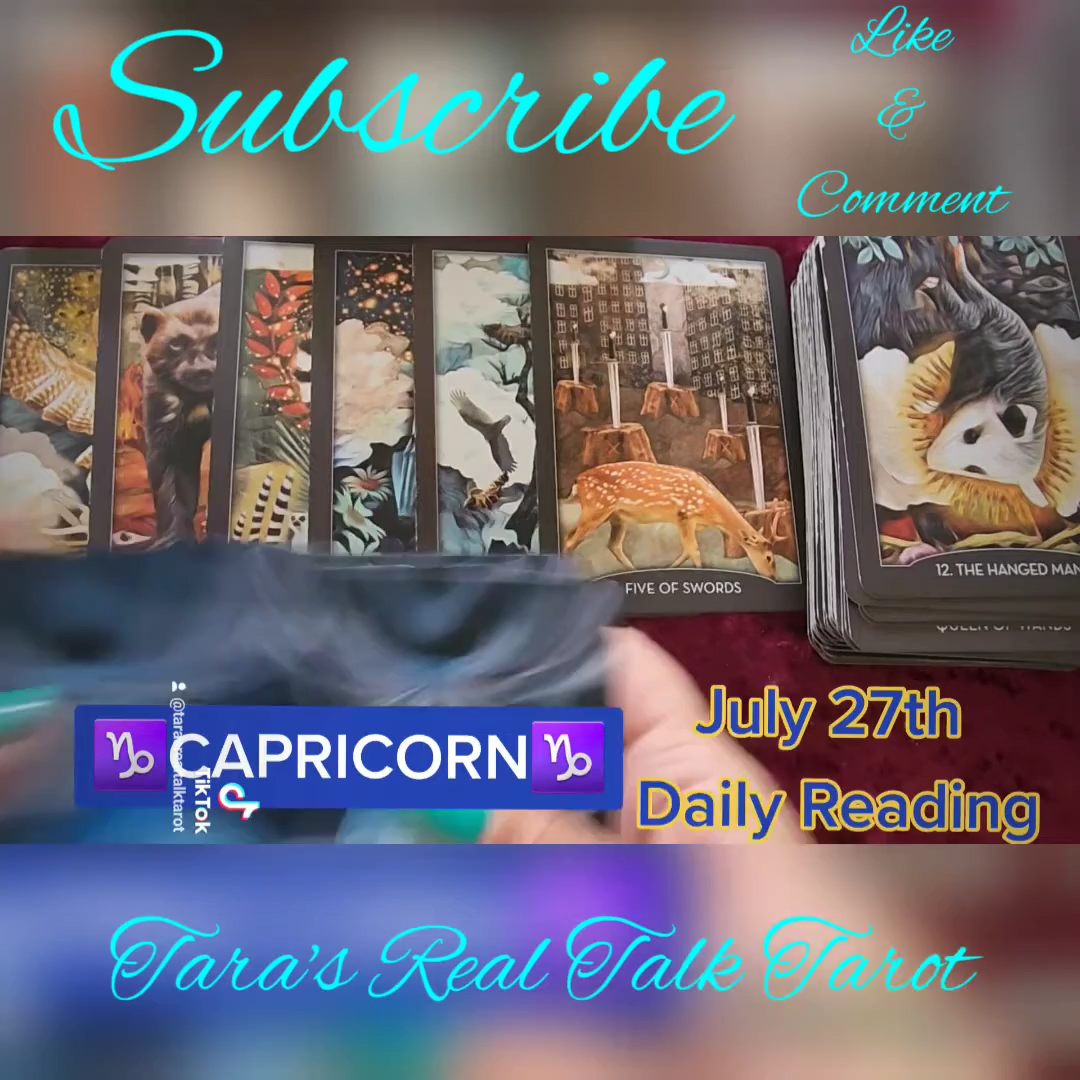 Subscribe
Like
&
Comment
FIVE OF SWORDS
12. THE HANGED MAN
QUEEN OF WANDS
♑CAPRICORN♑
TikTok
July 27th
Daily Reading
Tara's Real Talk Tarot